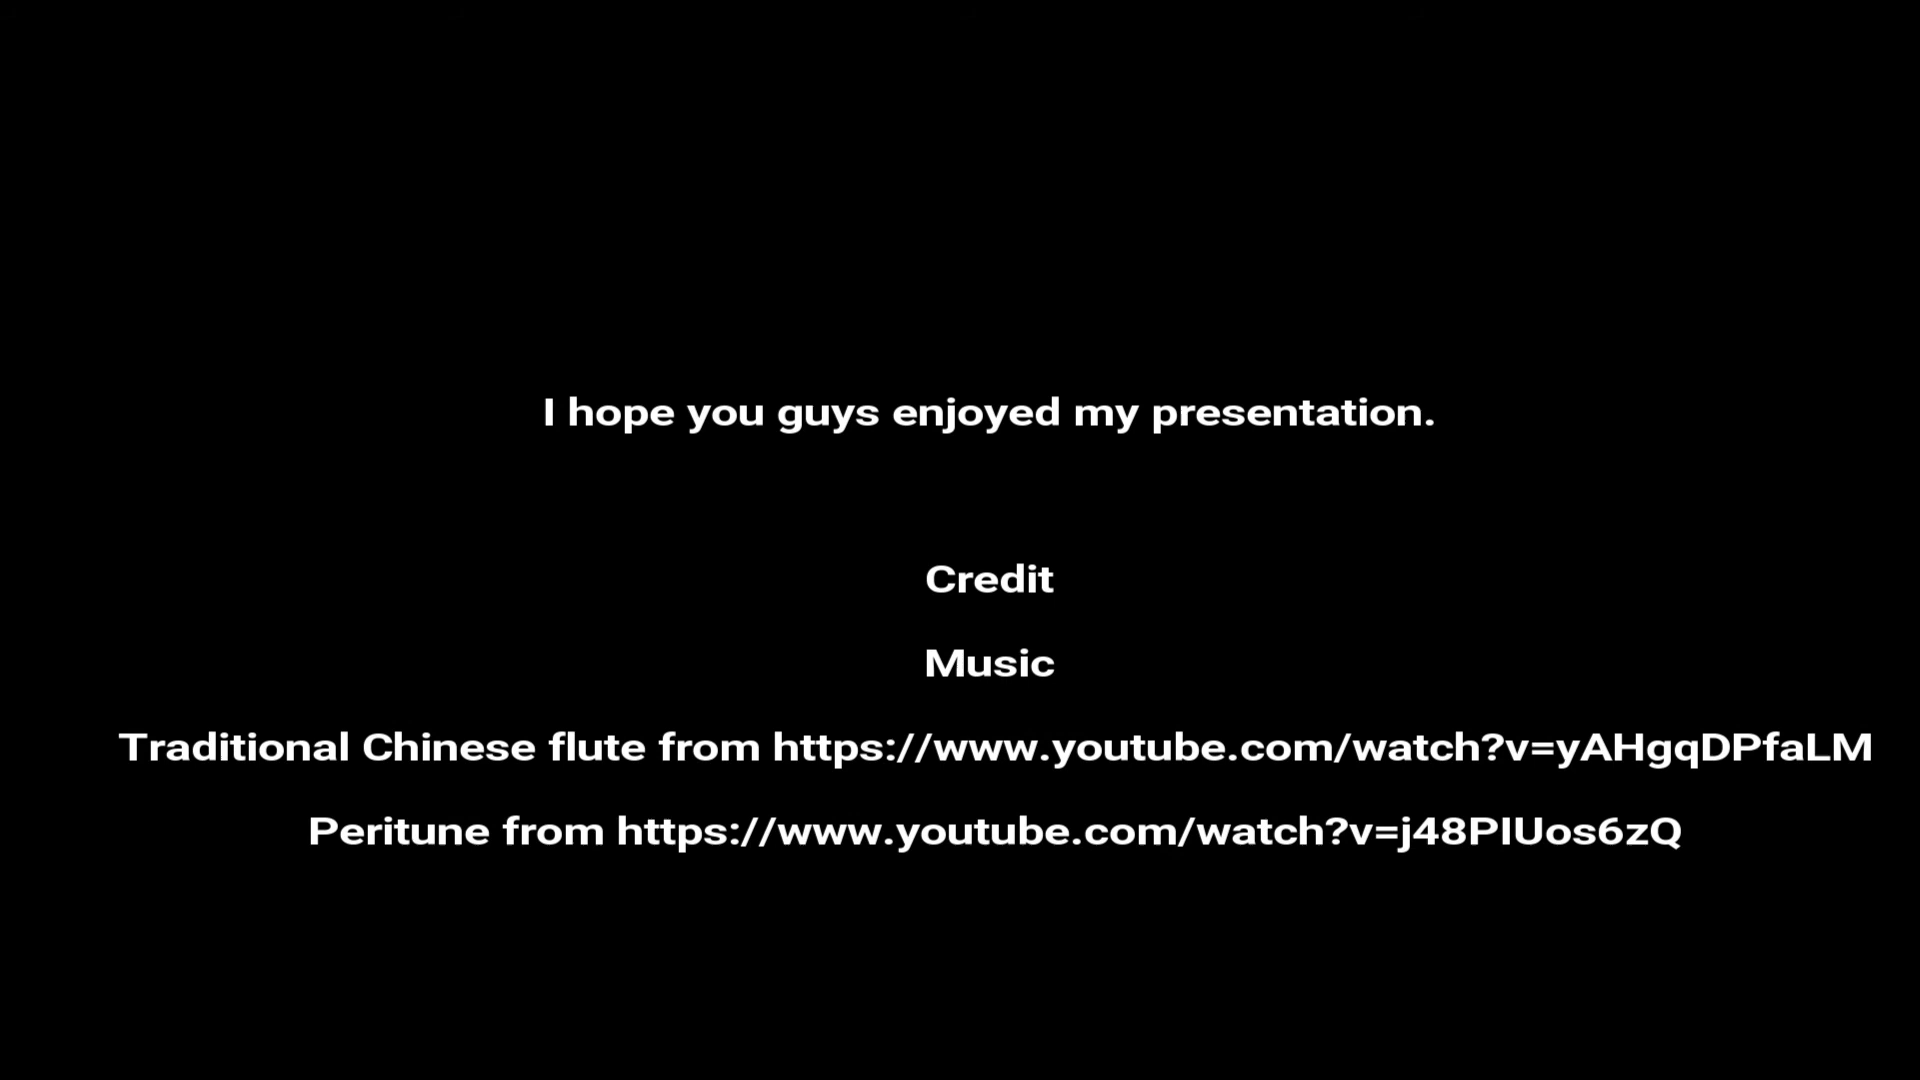 I hope you guys enjoyed my presentation.
Credit
Music
Traditional Chinese flute from https://www.youtube.com/watch?v=yAHgqDPfaLM
Peritune from https://www.youtube.com/watch?v=j48PIUos6zQ